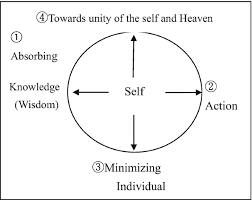 ④Towards unity of the self and Heaven
①
Absorbing
Knowledge
(Wisdom)
Self
②
Action
③Minimizing
Individual